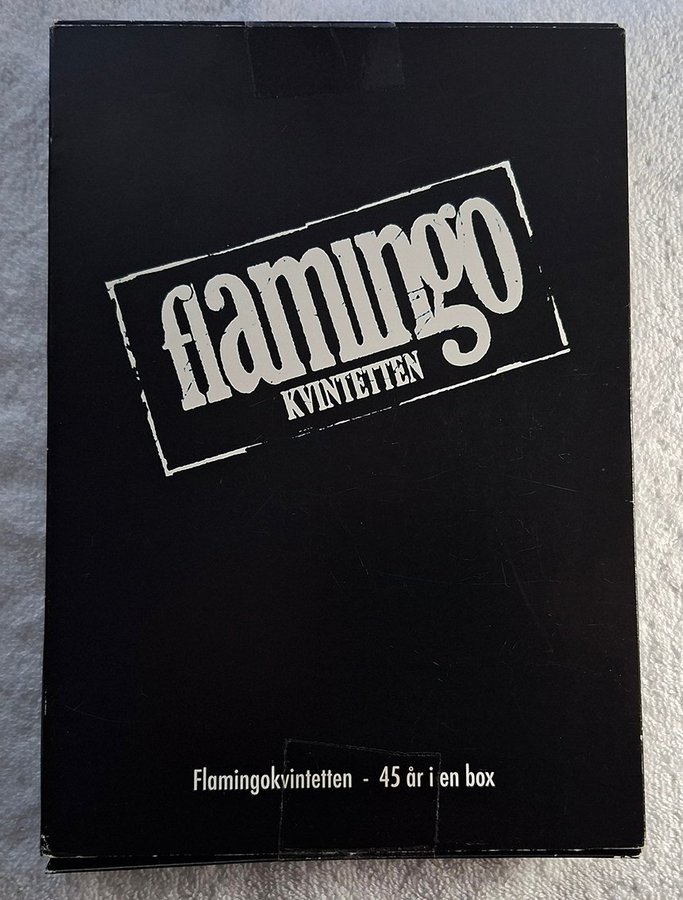 flamingo
KVINTETTEN
Flamingokvintetten - 45 år i en box